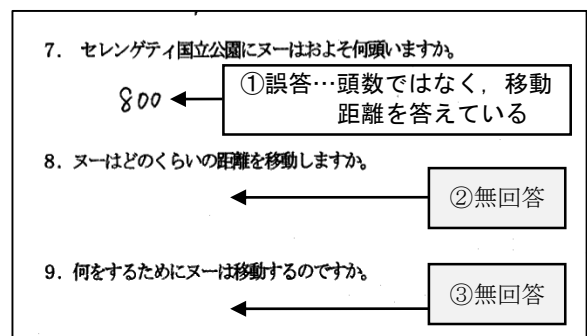 7． セレンゲティ国立公園にヌーはおよそ何頭いますか。
800
①誤答…頭数ではなく，移動
距離を答えている
8．ヌーはどのくらいの距離を移動しますか。
②無回答
9．何をするためにヌーは移動するのですか。
③無回答